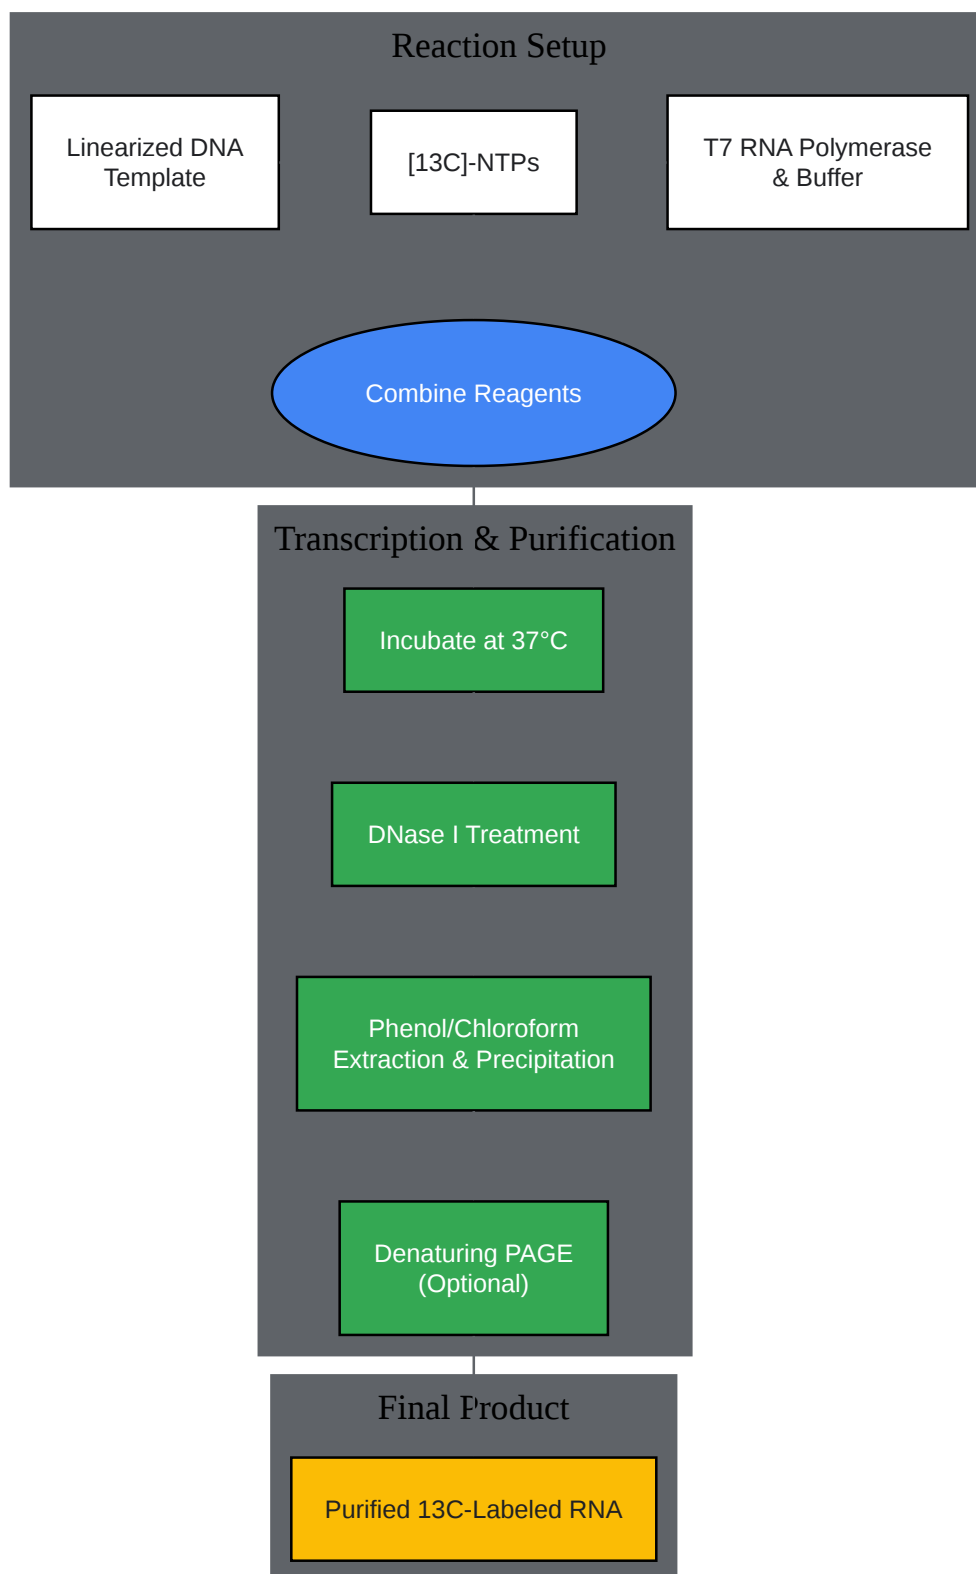 Reaction Setup
Linearized DNA
Template
[13C]-NTPs
T7 RNA Polymerase
& Buffer
Combine Reagents
Transcription & Purification
Incubate at 37°C
DNase I Treatment
Phenol/Chloroform
Extraction & Precipitation
Denaturing PAGE
(Optional)
Final Product
Purified 13C-Labeled RNA